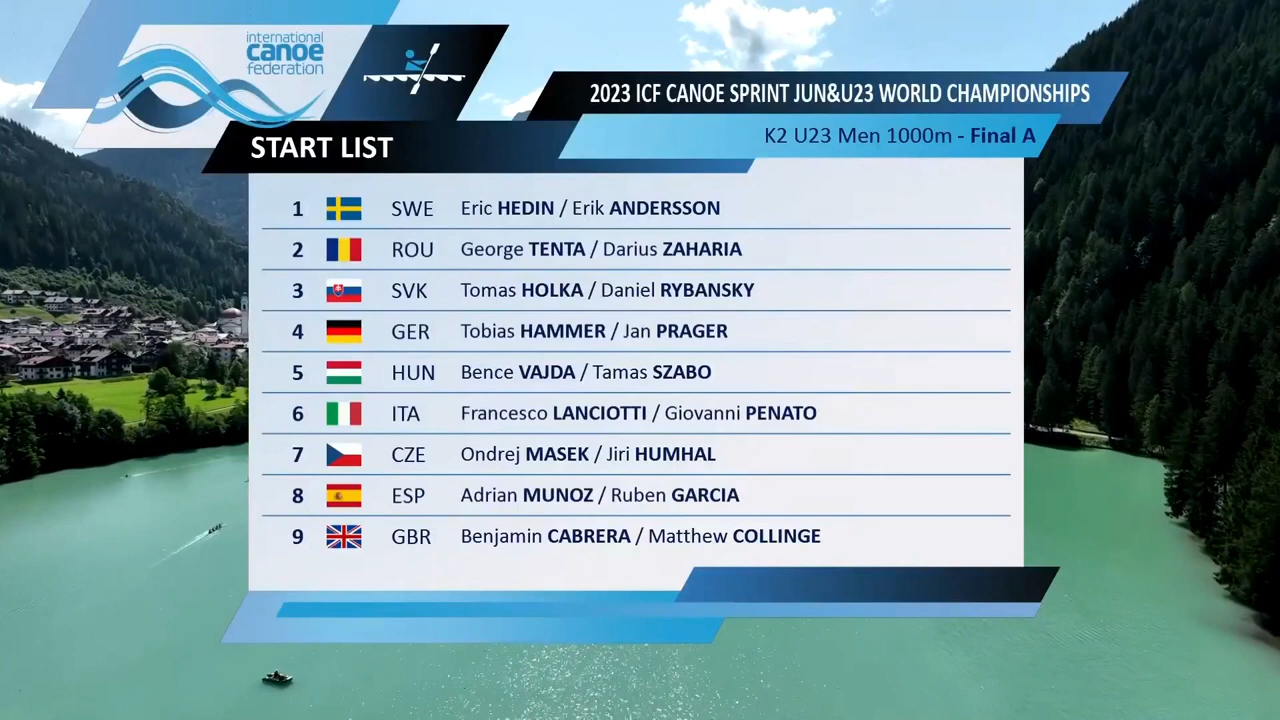 international
canoe
federation
2023 ICF CANOE SPRINT JUN&U23 WORLD CHAMPIONSHIPS
START LIST
K2 U23 Men 1000m - Final A
1 SWE Eric HEDIN / Erik ANDERSSON
2 ROU George TENTA / Darius ZAHARIA
3 SVK Tomas HOLKA / Daniel RYBANSKY
4 GER Tobias HAMMER / Jan PRAGER
5 HUN Bence VAJDA / Tamas SZABO
6 ITA Francesco LANCIOTTI / Giovanni PENATO
7 CZE Ondrej MASEK / Jiri HUMHAL
8 ESP Adrian MUNOZ / Ruben GARCIA
9 GBR Benjamin CABRERA / Matthew COLLINGE